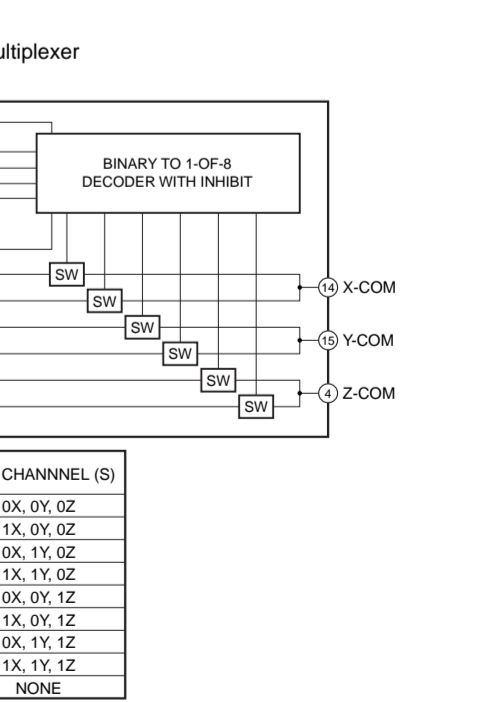 ultiplexer
BINARY TO 1-OF-8
DECODER WITH INHIBIT
SW
14 X-COM
SW
SW
15 Y-COM
SW
SW
4 Z-COM
SW
CHANNNEL (S)
0X, 0Y, 0Z
1X, 0Y, 0Z
0X, 1Y, 0Z
1X, 1Y, 0Z
0X, 0Y, 1Z
1X, 0Y, 1Z
0X, 1Y, 1Z
1X, 1Y, 1Z
NONE